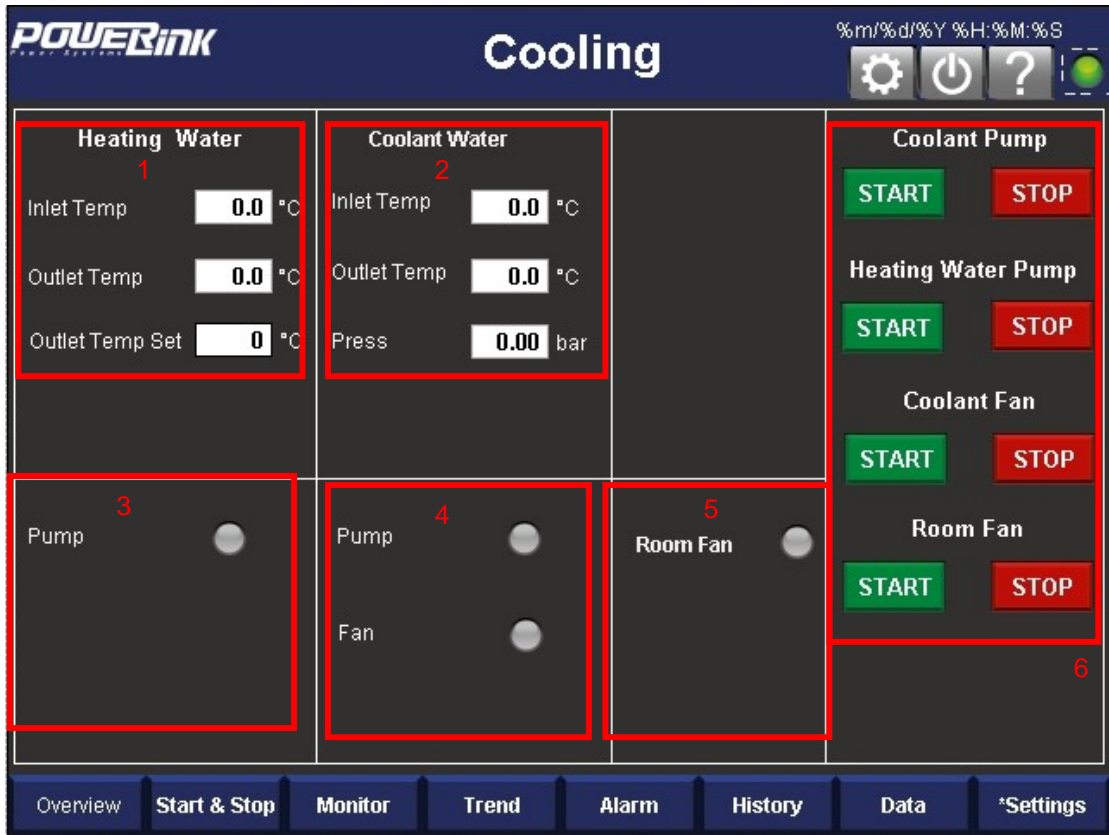 POWERink
Power Systems
Cooling
%m/%d/%Y %H:%M:%S
?
Heating Water
1
Inlet Temp 0.0 °C
Outlet Temp 0.0 °C
Outlet Temp Set 0 °C
Coolant Water
2
Inlet Temp 0.0 °C
Outlet Temp 0.0 °C
Press 0.00 bar
3
Pump
4
Pump
Fan
5
Room Fan
Coolant Pump
START STOP
Heating Water Pump
START STOP
Coolant Fan
START STOP
Room Fan
START STOP
6
Overview Start & Stop Monitor Trend Alarm History Data *Settings